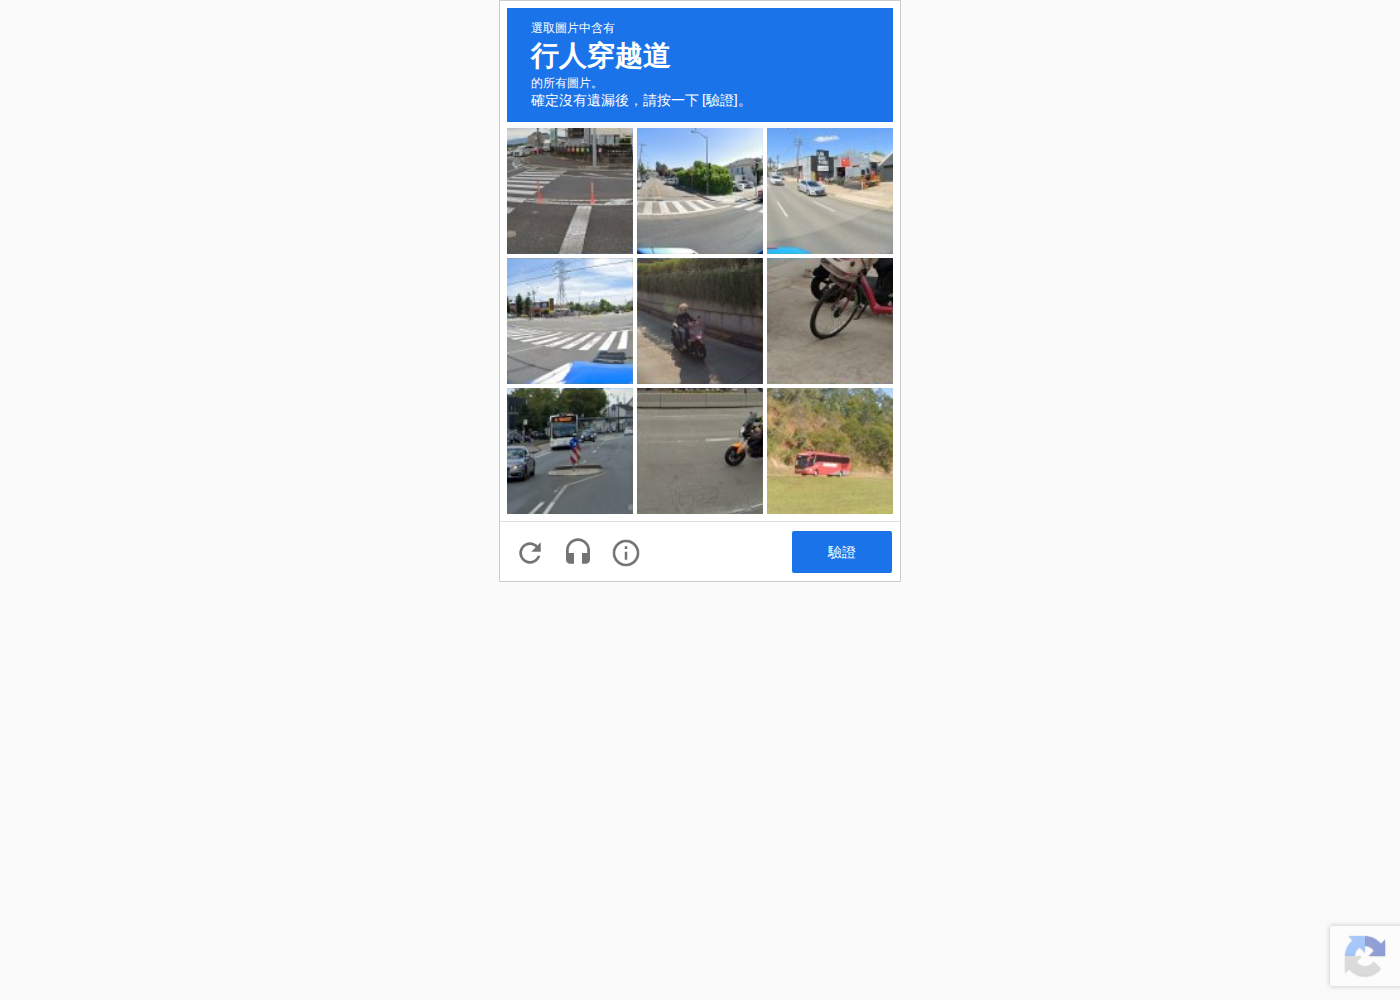 選取圖片中含有
行人穿越道
的所有圖片。
確定沒有遺漏後，請按一下 [驗證]。
驗證